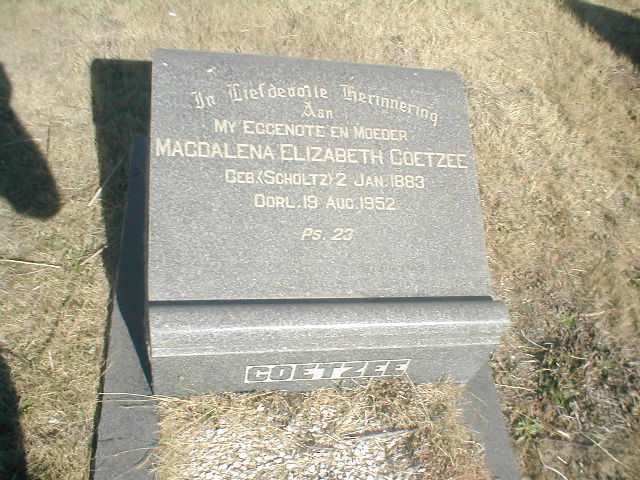 In Liefdevolle Herinnering
Aan
MY EGGENOTE EN MOEDER
MAGDALENA ELIZABETH COETZEE
GEB. (SCHOLTZ) 2 JAN. 1883
OORL. 19 AUG. 1952
PS. 23
COETZEE